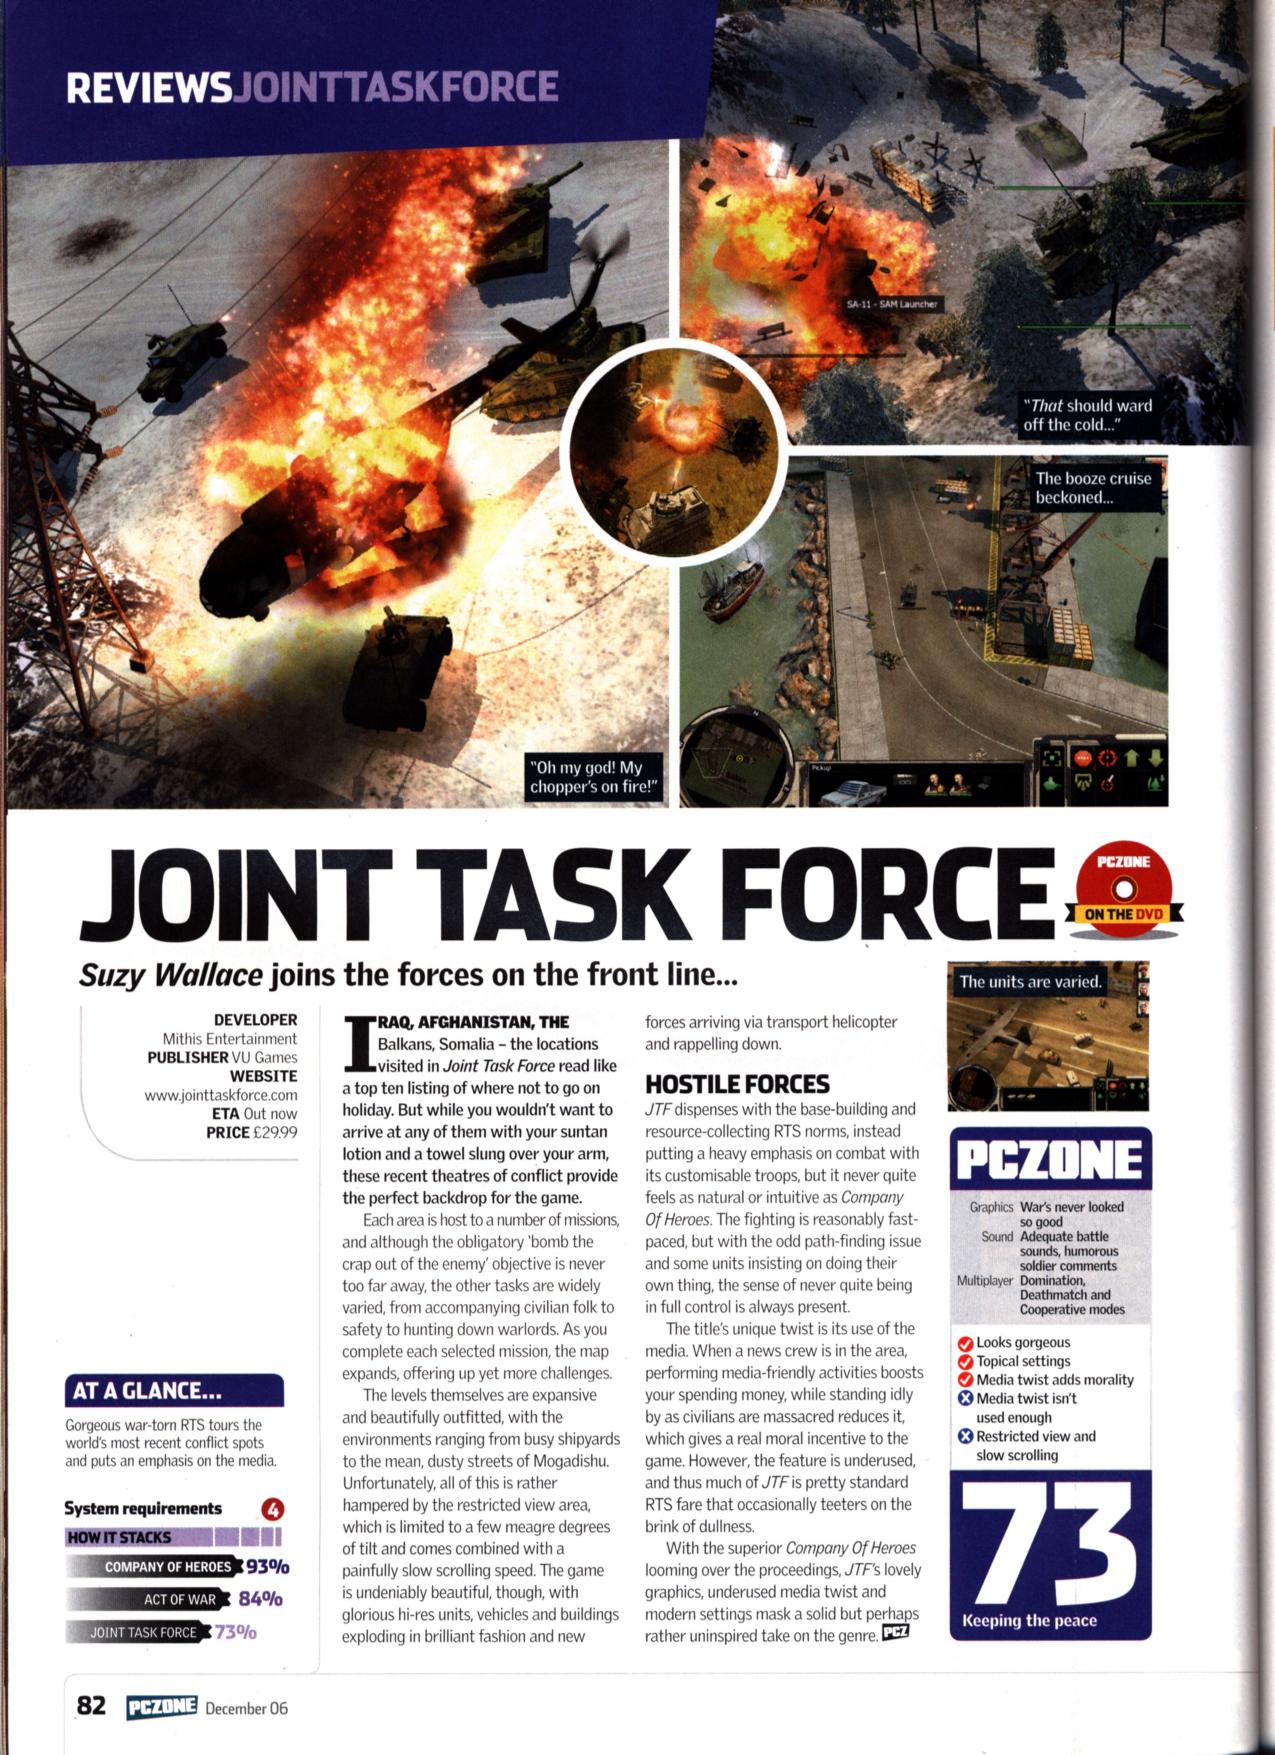 REVIEWSJOINTTASKFORCE
SA-11 - SAM Launcher
"That should ward
off the cold..."
The booze cruise
beckoned...
N
Pickup
"Oh my god! My
chopper's on fire!"
JOINT TASK FORCE
PCZONE
ON THE DVD
Suzy Wallace joins the forces on the front line...
The units are varied.
DEVELOPER
Mithis Entertainment
PUBLISHER VU Games
WEBSITE
www.jointtaskforce.com
ETA Out now
PRICE £29.99
AT A GLANCE...
Gorgeous war-torn RTS tours the
world's most recent conflict spots
and puts an emphasis on the media.
System requirements 4
HOW IT STACKS
COMPANY OF HEROES 93%
ACT OF WAR 84%
JOINT TASK FORCE 73%
IRAQ, AFGHANISTAN, THE
Balkans, Somalia – the locations
visited in Joint Task Force read like
a top ten listing of where not to go on
holiday. But while you wouldn't want to
arrive at any of them with your suntan
lotion and a towel slung over your arm,
these recent theatres of conflict provide
the perfect backdrop for the game.
Each area is host to a number of missions,
and although the obligatory 'bomb the
crap out of the enemy' objective is never
too far away, the other tasks are widely
varied, from accompanying civilian folk to
safety to hunting down warlords. As you
complete each selected mission, the map
expands, offering up yet more challenges.
The levels themselves are expansive
and beautifully outfitted, with the
environments ranging from busy shipyards
to the mean, dusty streets of Mogadishu.
Unfortunately, all of this is rather
hampered by the restricted view area,
which is limited to a few meagre degrees
of tilt and comes combined with a
painfully slow scrolling speed. The game
is undeniably beautiful, though, with
glorious hi-res units, vehicles and buildings
exploding in brilliant fashion and new
forces arriving via transport helicopter
and rappelling down.
HOSTILE FORCES
JTF dispenses with the base-building and
resource-collecting RTS norms, instead
putting a heavy emphasis on combat with
its customisable troops, but it never quite
feels as natural or intuitive as Company
Of Heroes. The fighting is reasonably fast-
paced, but with the odd path-finding issue
and some units insisting on doing their
own thing, the sense of never quite being
in full control is always present.
The title's unique twist is its use of the
media. When a news crew is in the area,
performing media-friendly activities boosts
your spending money, while standing idly
by as civilians are massacred reduces it,
which gives a real moral incentive to the
game. However, the feature is underused,
and thus much of JTF is pretty standard
RTS fare that occasionally teeters on the
brink of dullness.
With the superior Company Of Heroes
looming over the proceedings, JTF's lovely
graphics, underused media twist and
modern settings mask a solid but perhaps
rather uninspired take on the genre. PCZ
PCZONE
Graphics War's never looked
so good
Sound Adequate battle
sounds, humorous
soldier comments
Multiplayer Domination,
Deathmatch and
Cooperative modes
Looks gorgeous
Topical settings
Media twist adds morality
Media twist isn't
used enough
Restricted view and
slow scrolling
73
Keeping the peace
82 PCZONE December 06